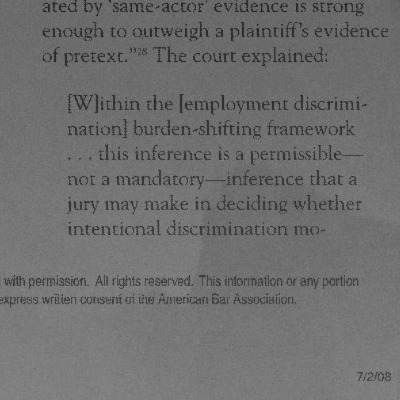 ated by 'same-actor' evidence is strong
enough to outweigh a plaintiff's evidence
of pretext."28 The court explained:
[W]ithin the [employment discrimi-
nation] burden-shifting framework
. . . this inference is a permissible—
not a mandatory—inference that a
jury may make in deciding whether
intentional discrimination mo-
with permission. All rights reserved. This information or any portion
express written consent of the American Bar Association.
7/2/08